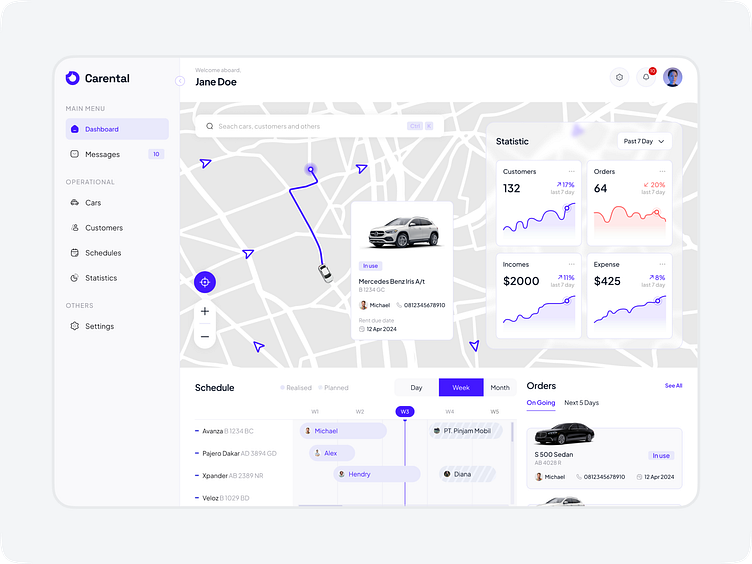 Carental
Welcome aboard,
Jane Doe
10
MAIN MENU
Dashboard
Messages 10
OPERATIONAL
Cars
Customers
Schedules
Statistics
OTHERS
Settings
Seach cars, customers and others Ctrl K
Statistic Past 7 Day
Customers
132 17%
last 7 day
Orders
64 20%
last 7 day
Incomes
$2000 11%
last 7 day
Expense
$425 8%
last 7 day
In use
Mercedes Benz Iris A/t
B 1234 GC
Michael 0812345678910
Rent due date
12 Apr 2024
Schedule Realised Planned Day Week Month
W1 W2 W3 W4 W5
Avanza B 1234 BC Michael PT. Pinjam Mobil
Pajero Dakar AD 3894 GD Alex
Xpander AB 2389 NR Hendry Diana
Veloz B 1029 BD
Orders See All
On Going Next 5 Days
S 500 Sedan
AB 4028 R
In use
Michael 0812345678910 12 Apr 2024